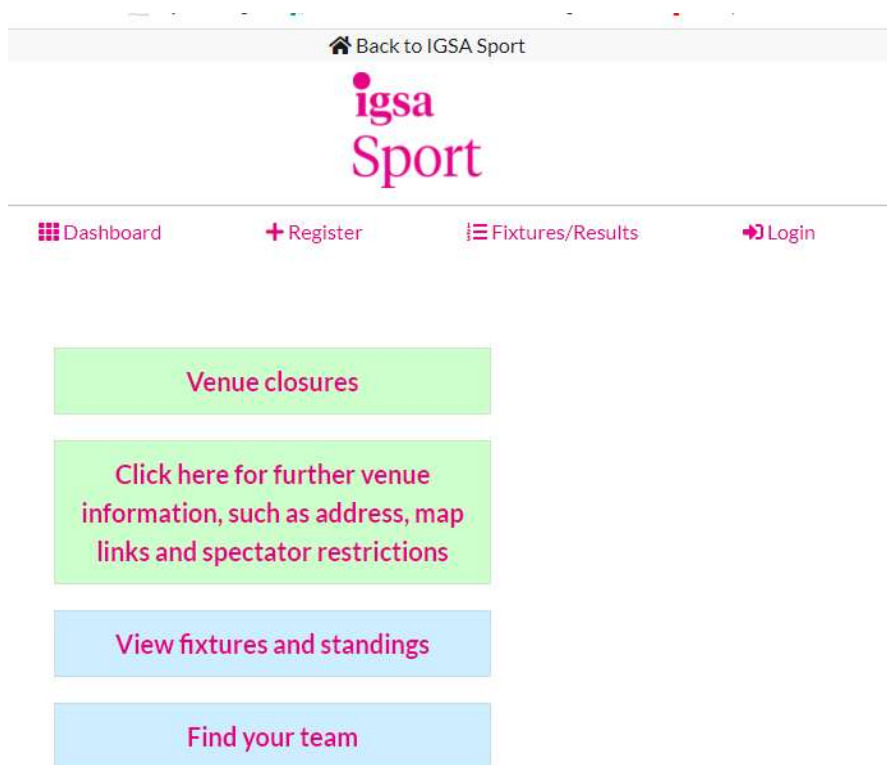 Back to IGSA Sport
igsa
Sport
Dashboard
Register
Fixtures/Results
Login
Venue closures
Click here for further venue
information, such as address, map
links and spectator restrictions
View fixtures and standings
Find your team